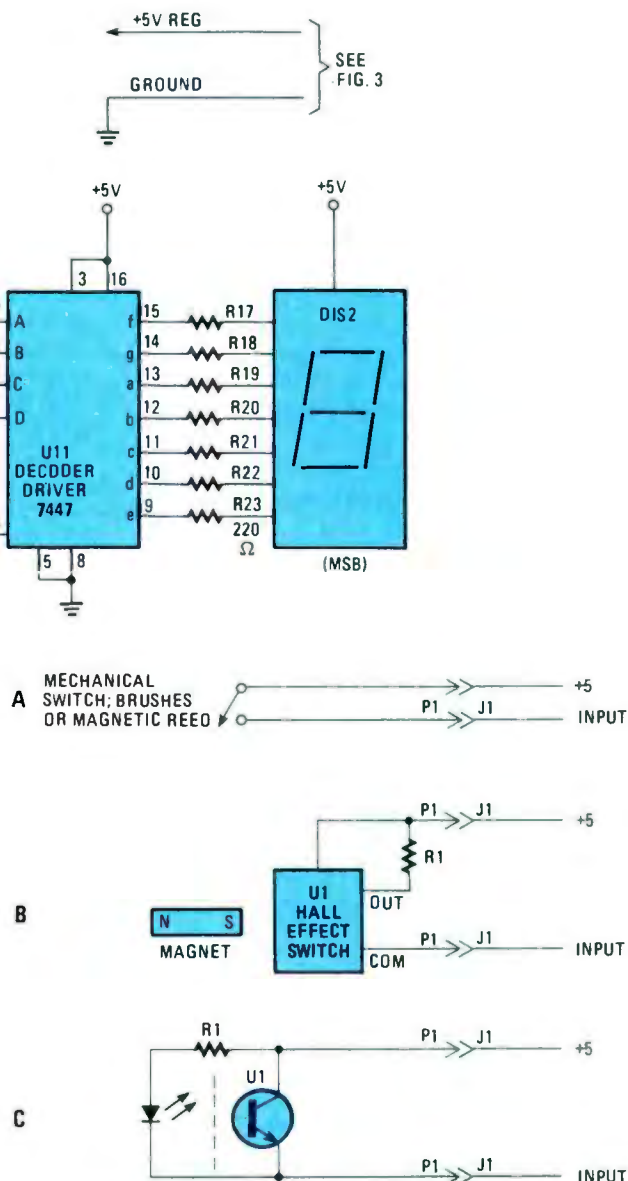 +5V REG
SEE
FIG. 3
GROUND
+5V
+5V
3 16
A f 15 R17 DIS2
B g 14 R18
C a 13 R19
D b 12 R20
U11 c 11 R21
DECODER d 10 R22
DRIVER e 9 R23
7447 220
Ω
5 8
(MSB)
A MECHANICAL
SWITCH; BRUSHES
OR MAGNETIC REED
+5
P1 J1 INPUT
P1 J1 +5
R1
B N S
MAGNET
U1
HALL
EFFECT
SWITCH
OUT
COM
P1 J1 INPUT
R1 P1 J1 +5
U1
C
P1 J1 INPUT